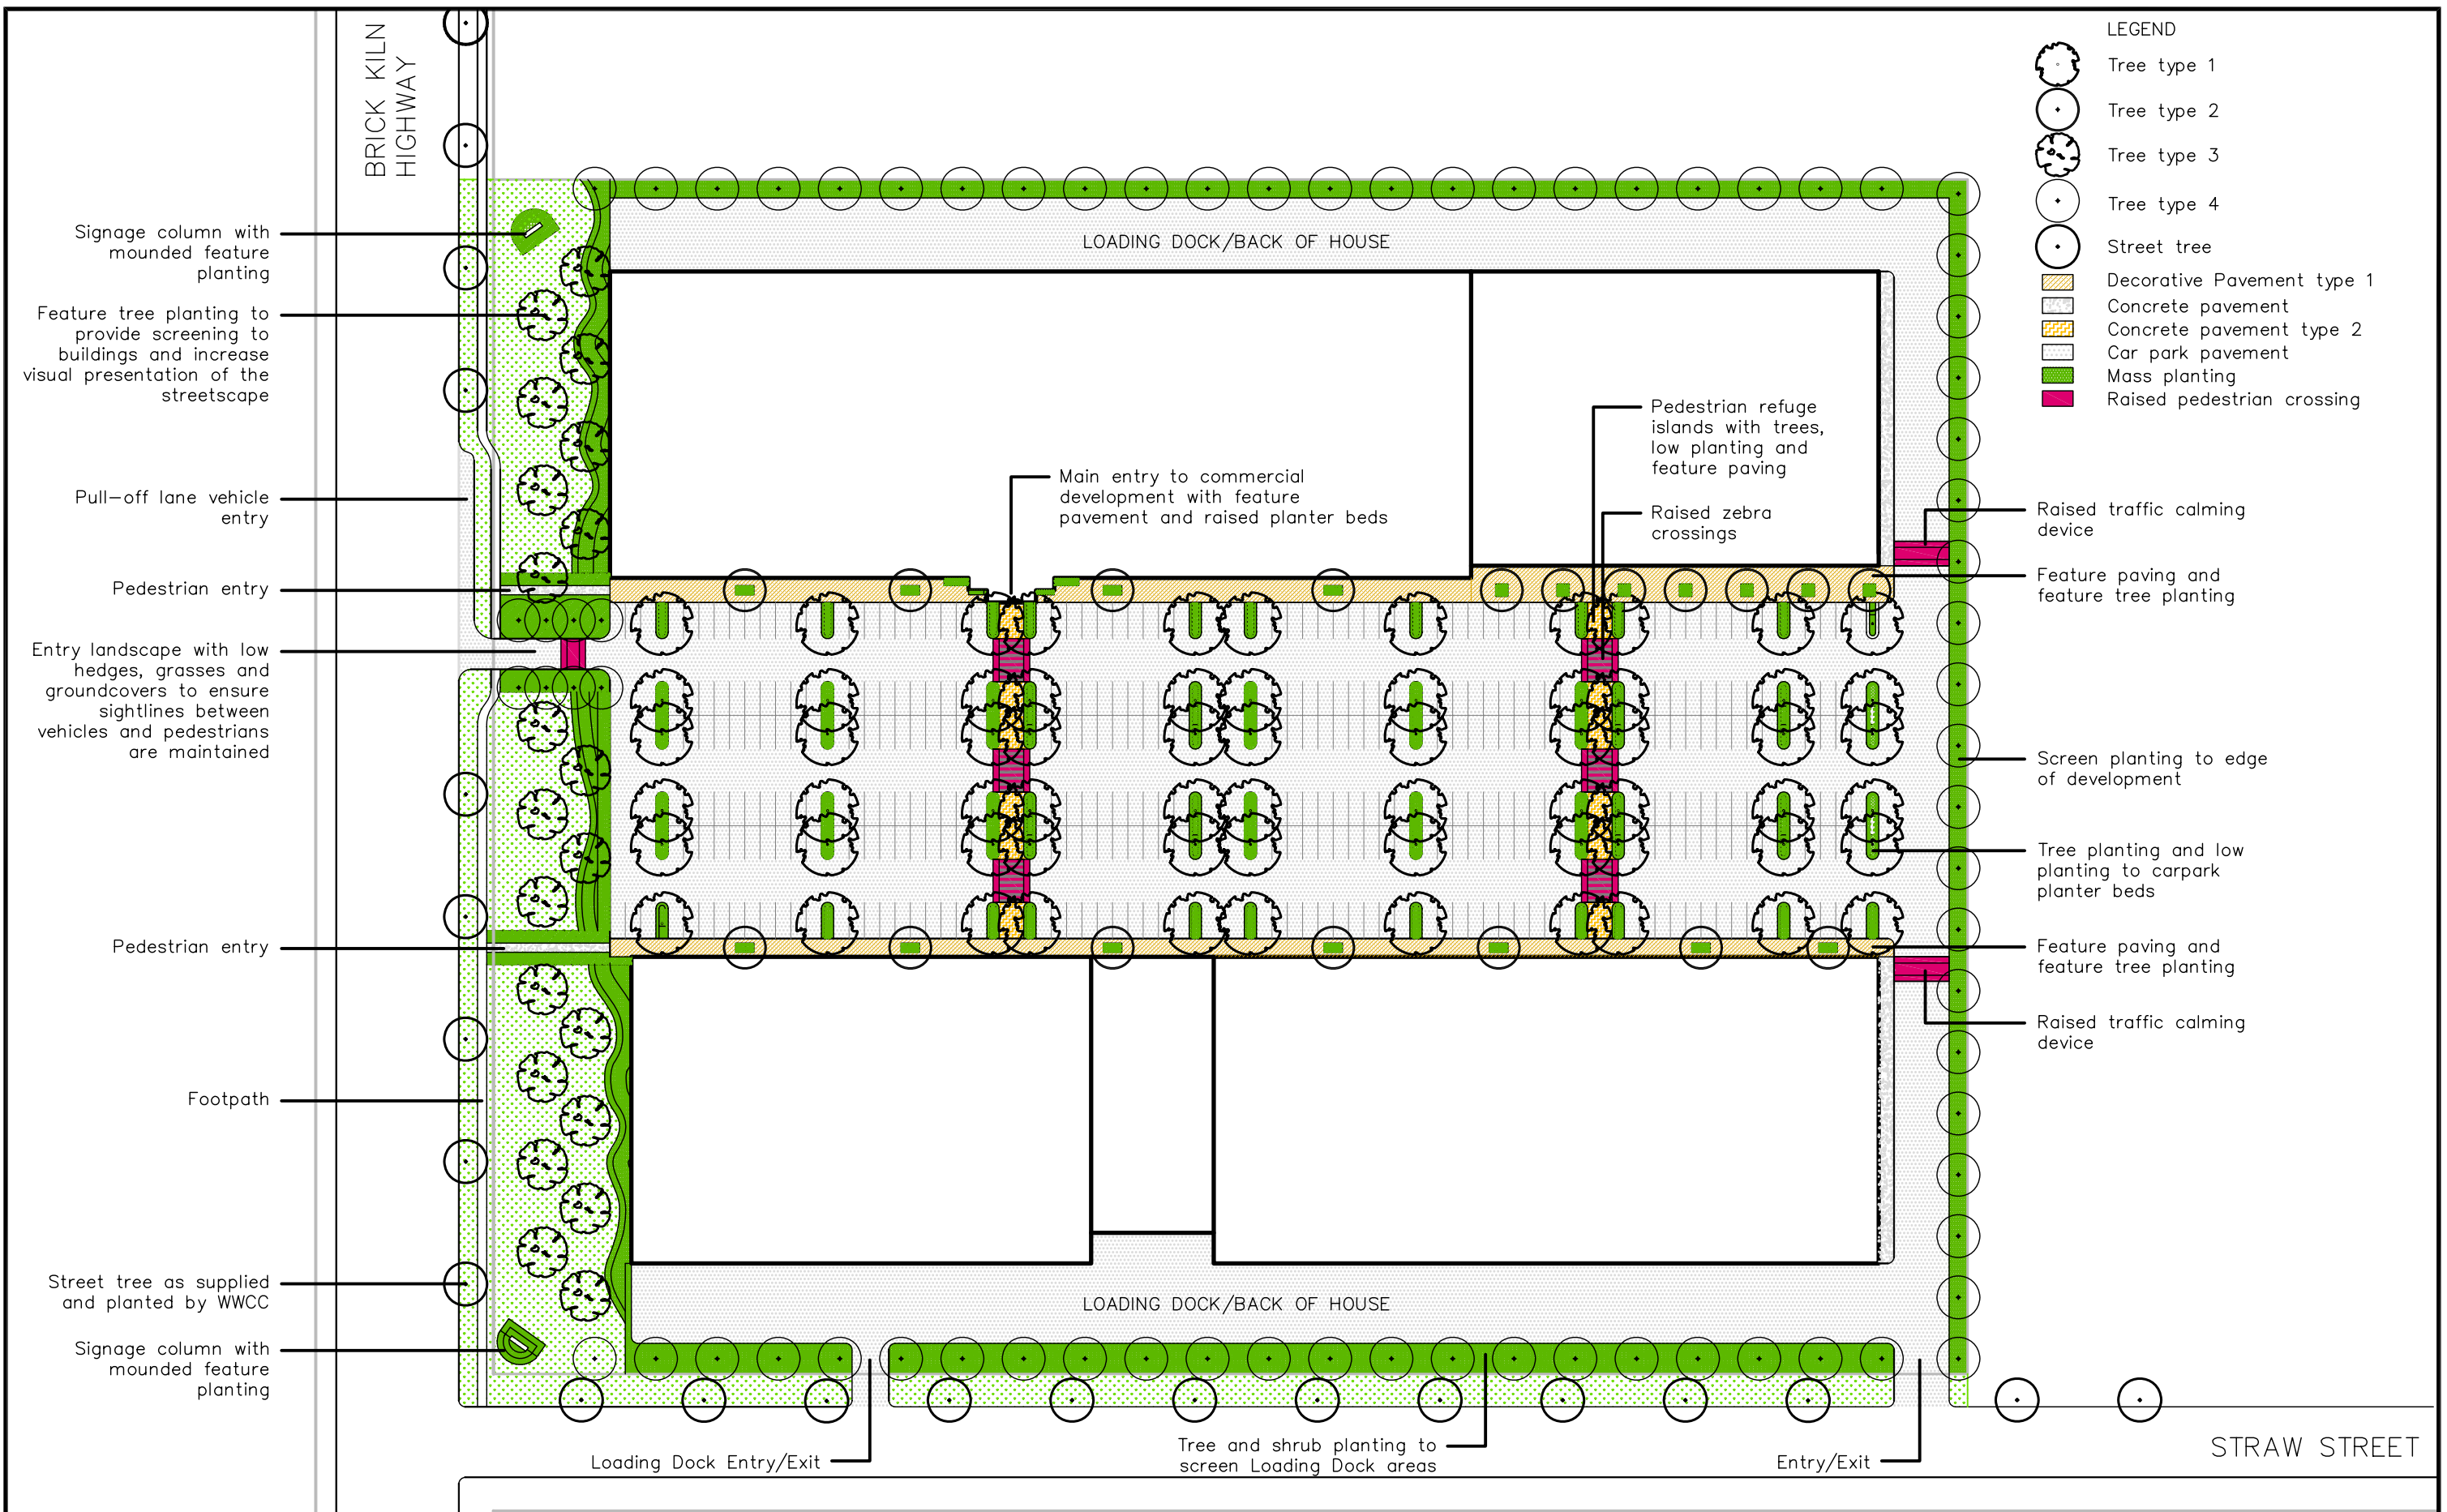 BRICK KILN
HIGHWAY
LEGEND
Tree type 1
Tree type 2
Tree type 3
Tree type 4
Street tree
Decorative Pavement type 1
Concrete pavement
Concrete pavement type 2
Car park pavement
Mass planting
Raised pedestrian crossing
Signage column with
mounded feature
planting
Feature tree planting to
provide screening to
buildings and increase
visual presentation of the
streetscape
Pull-off lane vehicle
entry
Pedestrian entry
Entry landscape with low
hedges, grasses and
groundcovers to ensure
sightlines between
vehicles and pedestrians
are maintained
Pedestrian entry
Footpath
Street tree as supplied
and planted by WWCC
Signage column with
mounded feature
planting
LOADING DOCK/BACK OF HOUSE
Main entry to commercial
development with feature
pavement and raised planter beds
Pedestrian refuge
islands with trees,
low planting and
feature paving
Raised zebra
crossings
Raised traffic calming
device
Feature paving and
feature tree planting
Screen planting to edge
of development
Tree planting and low
planting to carpark
planter beds
Feature paving and
feature tree planting
Raised traffic calming
device
LOADING DOCK/BACK OF HOUSE
Loading Dock Entry/Exit
Tree and shrub planting to
screen Loading Dock areas
Entry/Exit
STRAW STREET